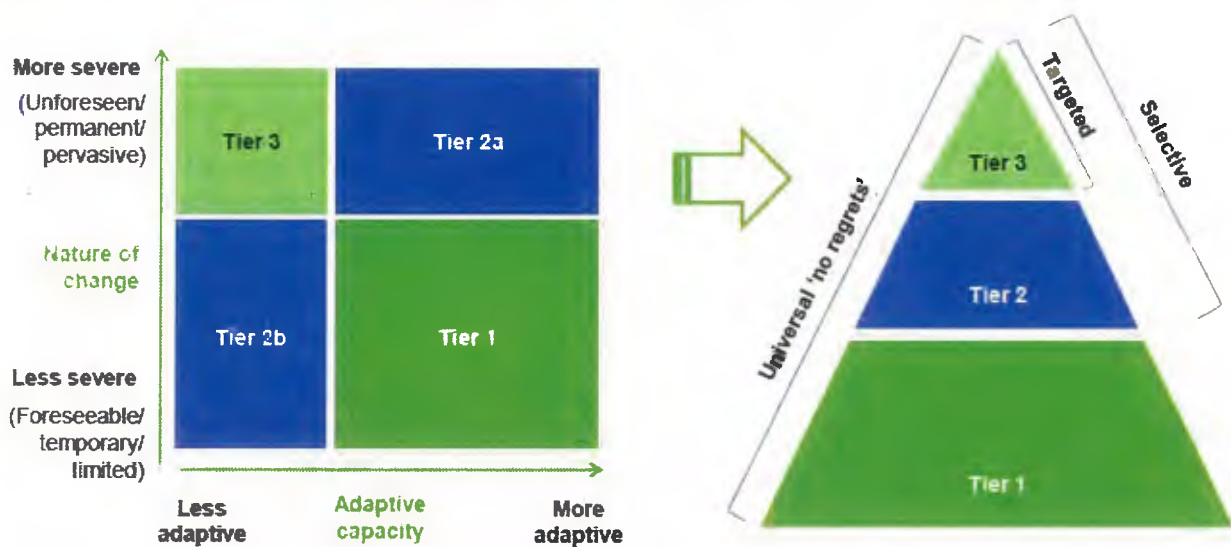 More severe
(Unforeseen/
permanent/
pervasive)
Nature of
change
Less severe
(Foreseeable/
temporary/
limited)
Tier 3
Tier 2a
Tier 2b
Tier 1
Less
adaptive
Adaptive
capacity
More
adaptive
Universal 'no regrets'
Targeted
Selective
Tier 3
Tier 2
Tier 1